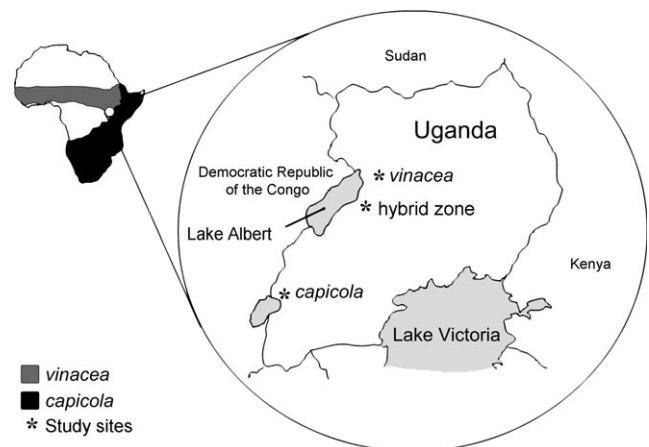 Sudan
Uganda
Democratic Republic
of the Congo
* vinacea
* hybrid zone
Lake Albert
Kenya
* capicola
Lake Victoria
vinacea
capicola
* Study sites